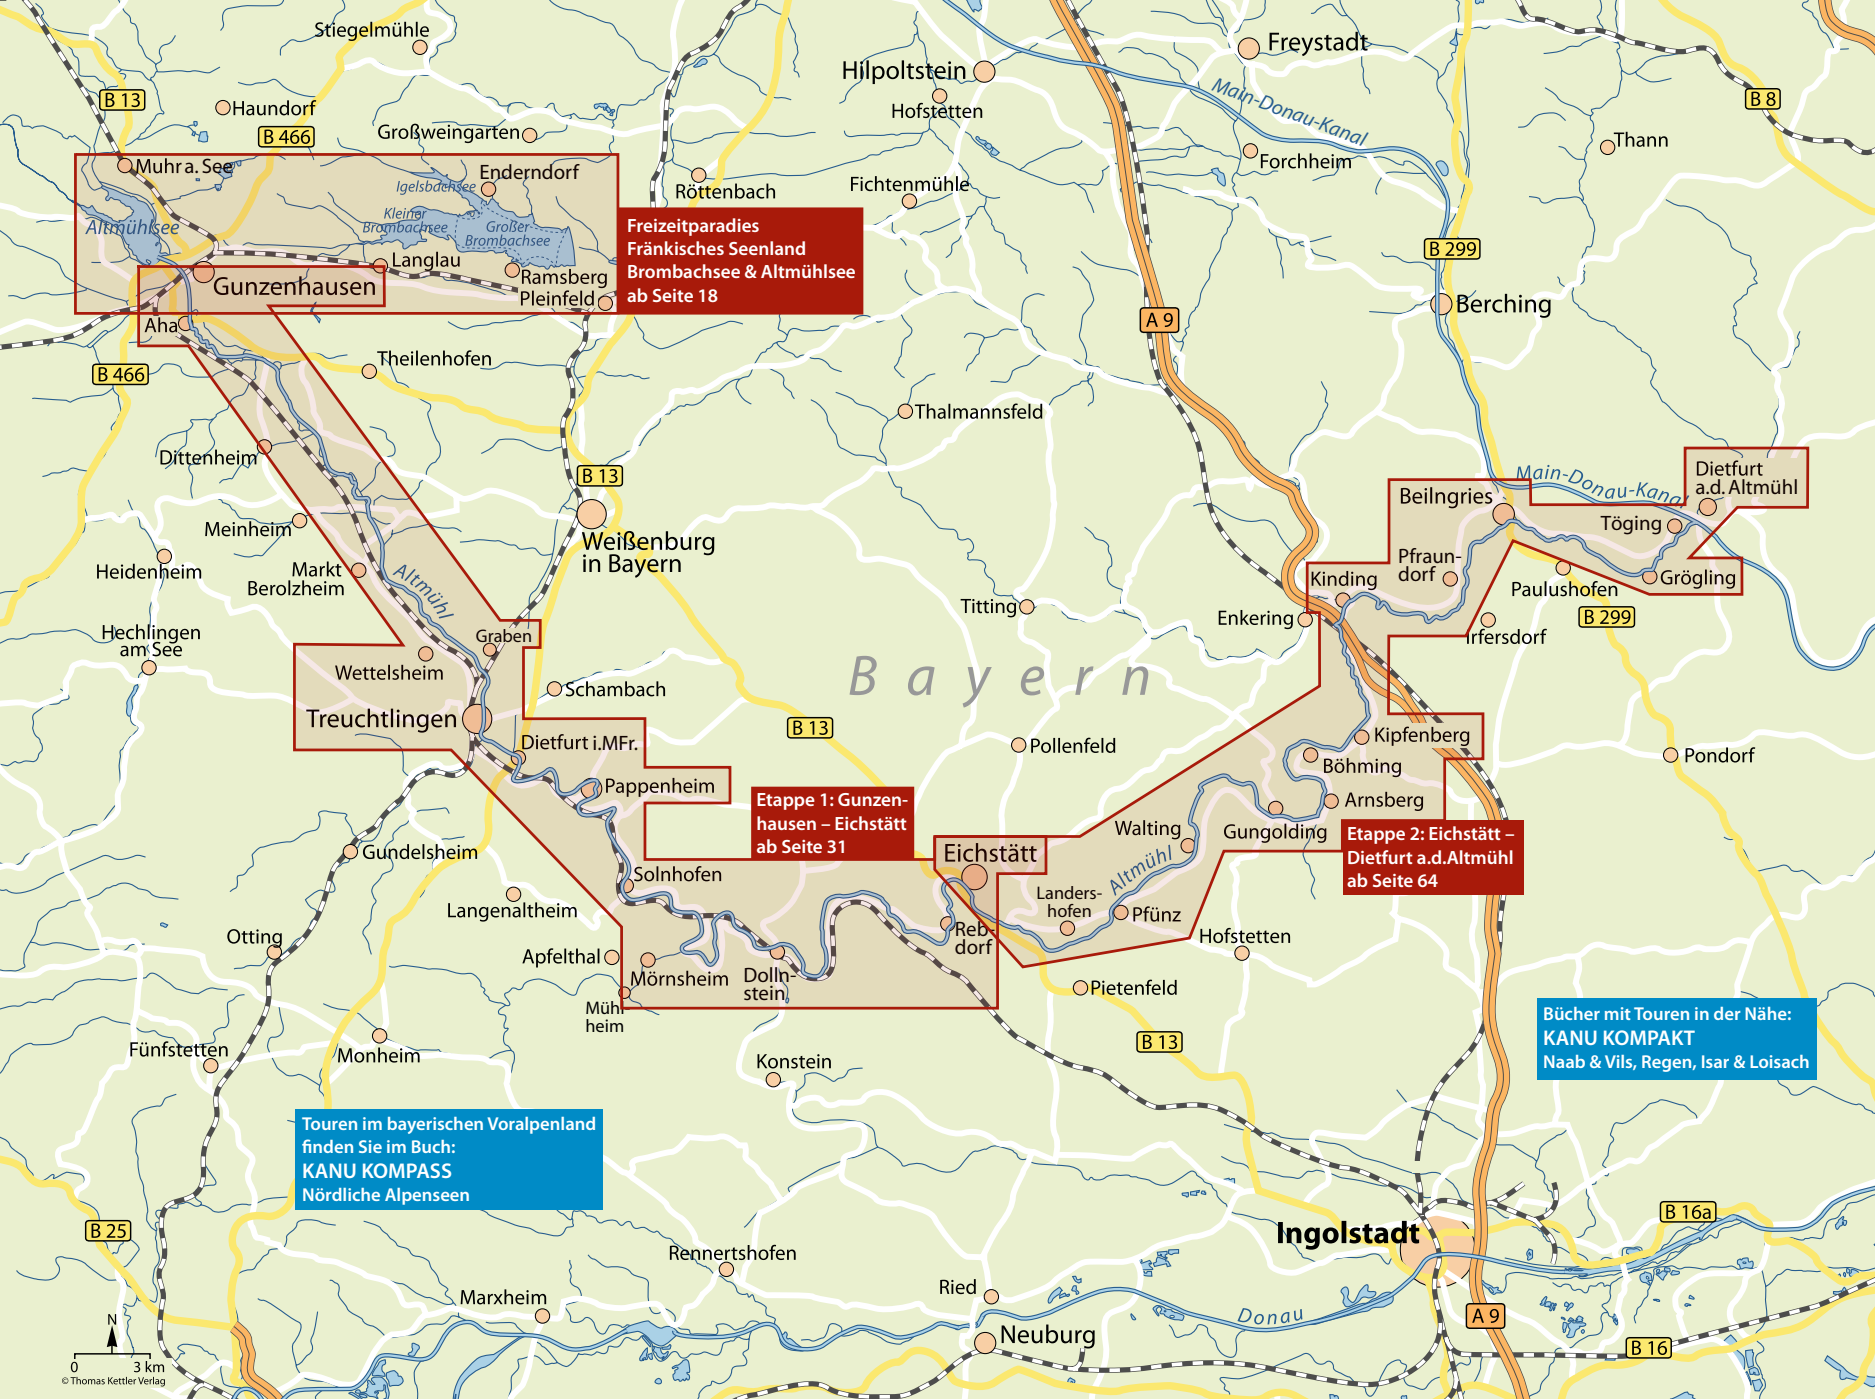 Stiegelmühle
Freystadt
Hilpoltstein
B 13
Haundorf
B 466
Großweingarten
Hofstetten
Main-Donau-Kanal
B 8
Thann
Forchheim
Muhr a. See
Enderndorf
Igelsbachsee
Röttenbach
Fichtenmühle
Altmühlsee
Kleiner
Brombachsee
Großer
Brombachsee
Freizeitparadies
Fränkisches Seenland
Brombachsee & Altmühlsee
ab Seite 18
B 299
Langlau
Ramsberg
Pleinfeld
Gunzenhausen
Aha
A 9
Berching
B 466
Theilenhofen
Thalmannsfeld
Dittenheim
B 13
Main-Donau-Kanal
Dietfurt
a.d. Altmühl
Beilngries
Töging
Meinheim
Weißenburg
in Bayern
Heidenheim
Markt
Berolzheim
Altmühl
Pfraun-
dorf
Kinding
Grögling
Paulushofen
Titting
Enkering
B 299
Irfersdorf
Hechlingen
am See
Graben
Wettelsheim
Schambach
Bayern
Treuchtlingen
Dietfurt i.MFr.
B 13
Pollenfeld
Kipfenberg
Böhming
Pondorf
Pappenheim
Etappe 1: Gunzen-
hausen – Eichstätt
ab Seite 31
Arnsberg
Gungolding
Walting
Etappe 2: Eichstätt –
Dietfurt a.d.Altmühl
ab Seite 64
Gundelsheim
Eichstätt
Altmühl
Solnhofen
Landers-
hofen
Langenaltheim
Pfünz
Otting
Reb-
dorf
Hofstetten
Apfelthal
Mörnsheim
Dolln-
stein
Pietenfeld
Mühl-
heim
Bücher mit Touren in der Nähe:
KANU KOMPAKT
Naab & Vils, Regen, Isar & Loisach
Fünfstetten
Monheim
Konstein
B 13
Touren im bayerischen Voralpenland
finden Sie im Buch:
KANU KOMPASS
Nördliche Alpenseen
B 25
B 16a
Ingolstadt
Rennertshofen
Ried
Marxheim
Donau
A 9
Neuburg
B 16
N
0 3 km
© Thomas Kettler Verlag